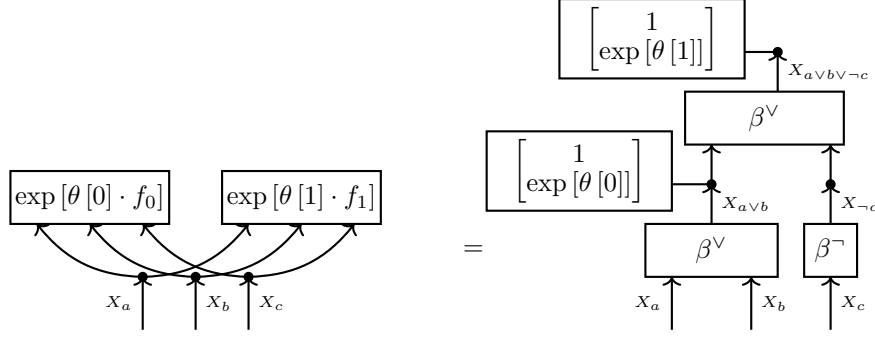 1
exp [θ [1]]
X_{a∨b∨¬c}
β^∨
1
exp [θ [0]]
exp [θ [0] · f_0]
exp [θ [1] · f_1]
X_{a∨b}
X_{¬c}
=
β^∨
β^¬
X_a
X_b
X_c
X_a
X_b
X_c